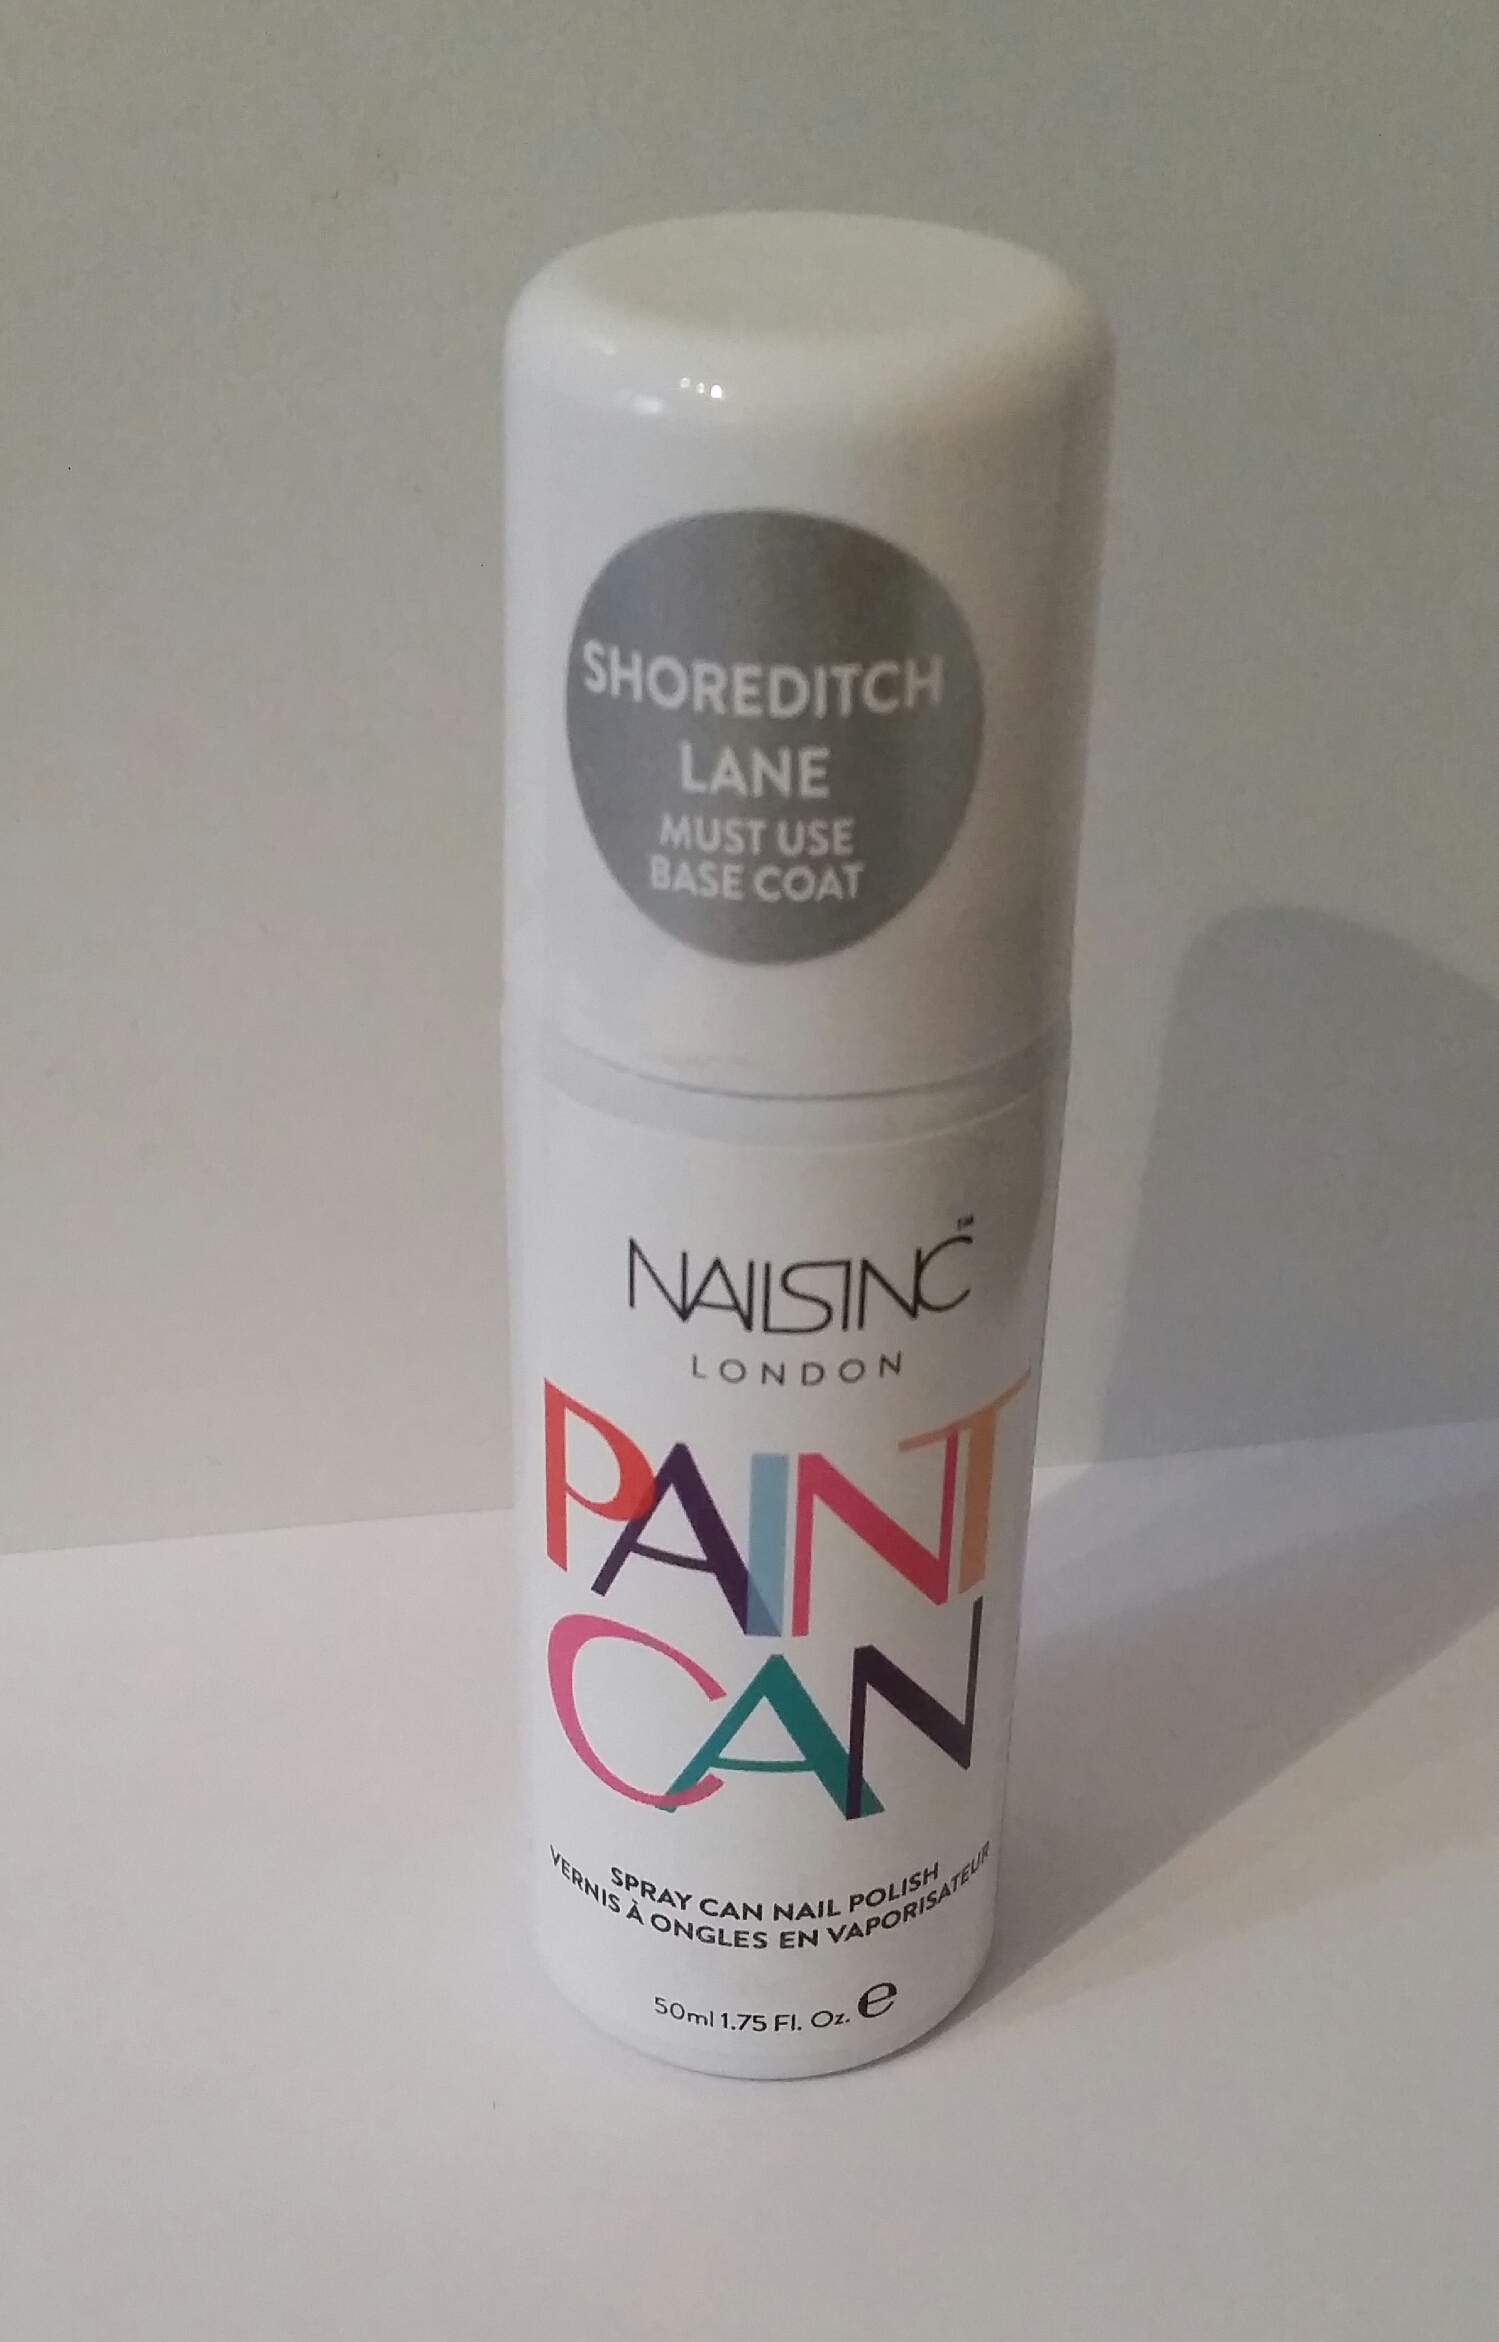 SHOREDITCH
LANE
MUST USE
BASE COAT
NAILSINC™
LONDON
PAINT
CAN
SPRAY CAN NAIL POLISH
VERNIS À ONGLES EN VAPORISATEUR
50ml 1.75 Fl. Oz. ℮